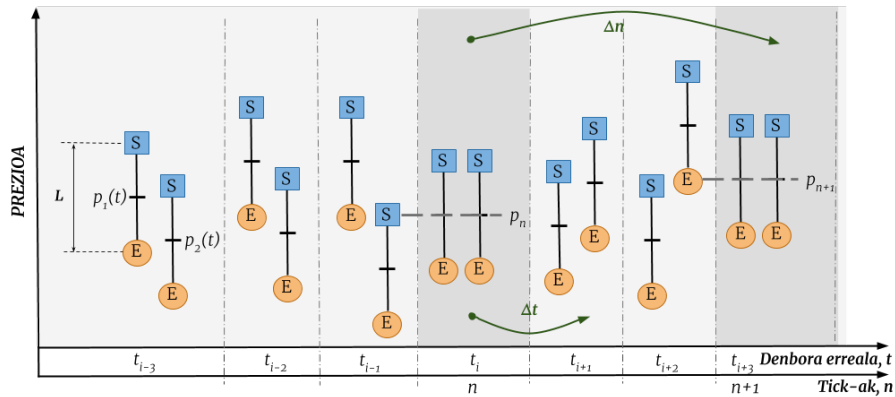 Δn
S S S S S S S S S S S S
PREZIOA
L
p₁(t)
p₂(t)
pₙ
pₙ₊₁
E E E E E E E E E E E E
Δt
tᵢ₋₃ tᵢ₋₂ tᵢ₋₁ tᵢ tᵢ₊₁ tᵢ₊₂ tᵢ₊₃ Denbora erreala, t
n n+1 Tick-ak, n